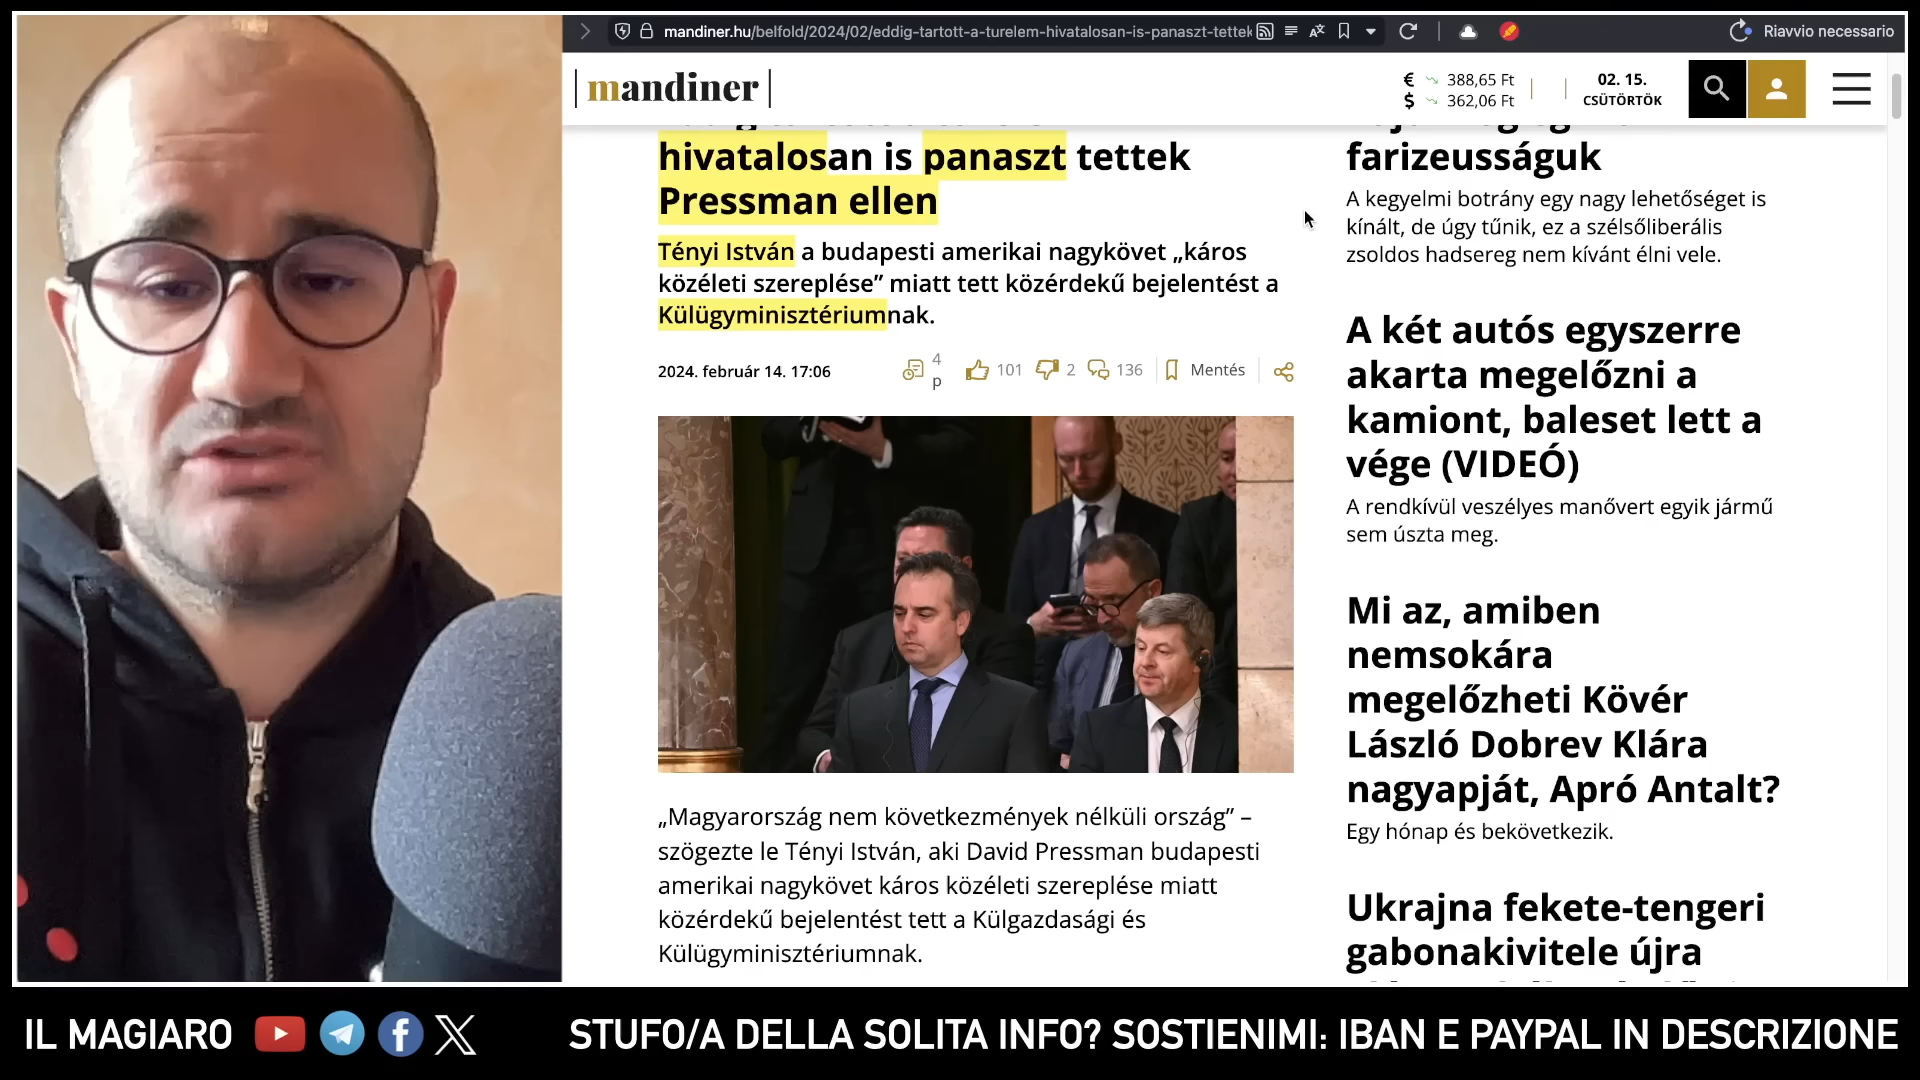 mandiner.hu/belfold/2024/02/eddig-tartott-a-turelem-hivatalosan-is-panaszt-tettek
Riavvio necessario
mandiner
€ 388,65 Ft
$ 362,06 Ft
02. 15.
CSÜTÖRTÖK
hivatalosan is panaszt tettek
Pressman ellen
Tényi István a budapesti amerikai nagykövet „káros
közéleti szereplése” miatt tett közérdekű bejelentést a
Külügyminisztériumnak.
2024. február 14. 17:06
4
p
101
2
136
Mentés
„Magyarország nem következmények nélküli ország” –
szögezte le Tényi István, aki David Pressman budapesti
amerikai nagykövet káros közéleti szereplése miatt
közérdekű bejelentést tett a Külgazdasági és
Külügyminisztériumnak.
farizeusságuk
A kegyelmi botrány egy nagy lehetőséget is
kínált, de úgy tűnik, ez a szélsőliberális
zsoldos hadsereg nem kívánt élni vele.
A két autós egyszerre
akarta megelőzni a
kamiont, baleset lett a
vége (VIDEÓ)
A rendkívül veszélyes manővert egyik jármű
sem úszta meg.
Mi az, amiben
nemsokára
megelőzheti Kövér
László Dobrev Klára
nagyapját, Apró Antalt?
Egy hónap és bekövetkezik.
Ukrajna fekete-tengeri
gabonakivitele újra
IL MAGIARO
STUFO/A DELLA SOLITA INFO? SOSTIENIMI: IBAN E PAYPAL IN DESCRIZIONE